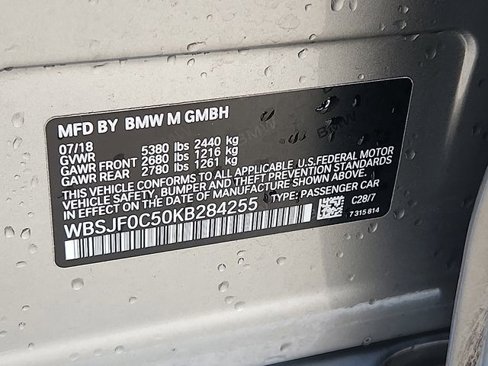 MFD BY BMW M GMBH
07/18 5380 lbs 2440 kg
GVWR
GAWR FRONT 2680 lbs 1216 kg
GAWR REAR 2780 lbs 1261 kg
THIS VEHICLE CONFORMS TO ALL APPLICABLE U.S.FEDERAL MOTOR
VEHICLE SAFETY, BUMPER AND THEFT PREVENTION STANDARDS
IN EFFECT ON THE DATE OF MANUFACTURE SHOWN ABOVE.
WBSJF0C50KB284255 TYPE: PASSENGER CAR
C28/7
7 315 814